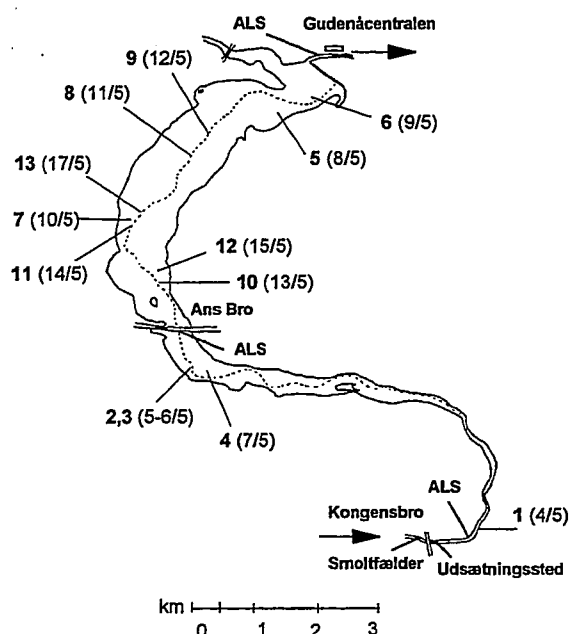 ALS Gudenåcentralen
9 (12/5)
8 (11/5)
6 (9/5)
5 (8/5)
13 (17/5)
7 (10/5)
12 (15/5)
11 (14/5)
10 (13/5)
Ans Bro
ALS
2,3 (5-6/5)
4 (7/5)
ALS
Kongensbro
1 (4/5)
Smoltfælder
Udsætningssted
km
0 1 2 3